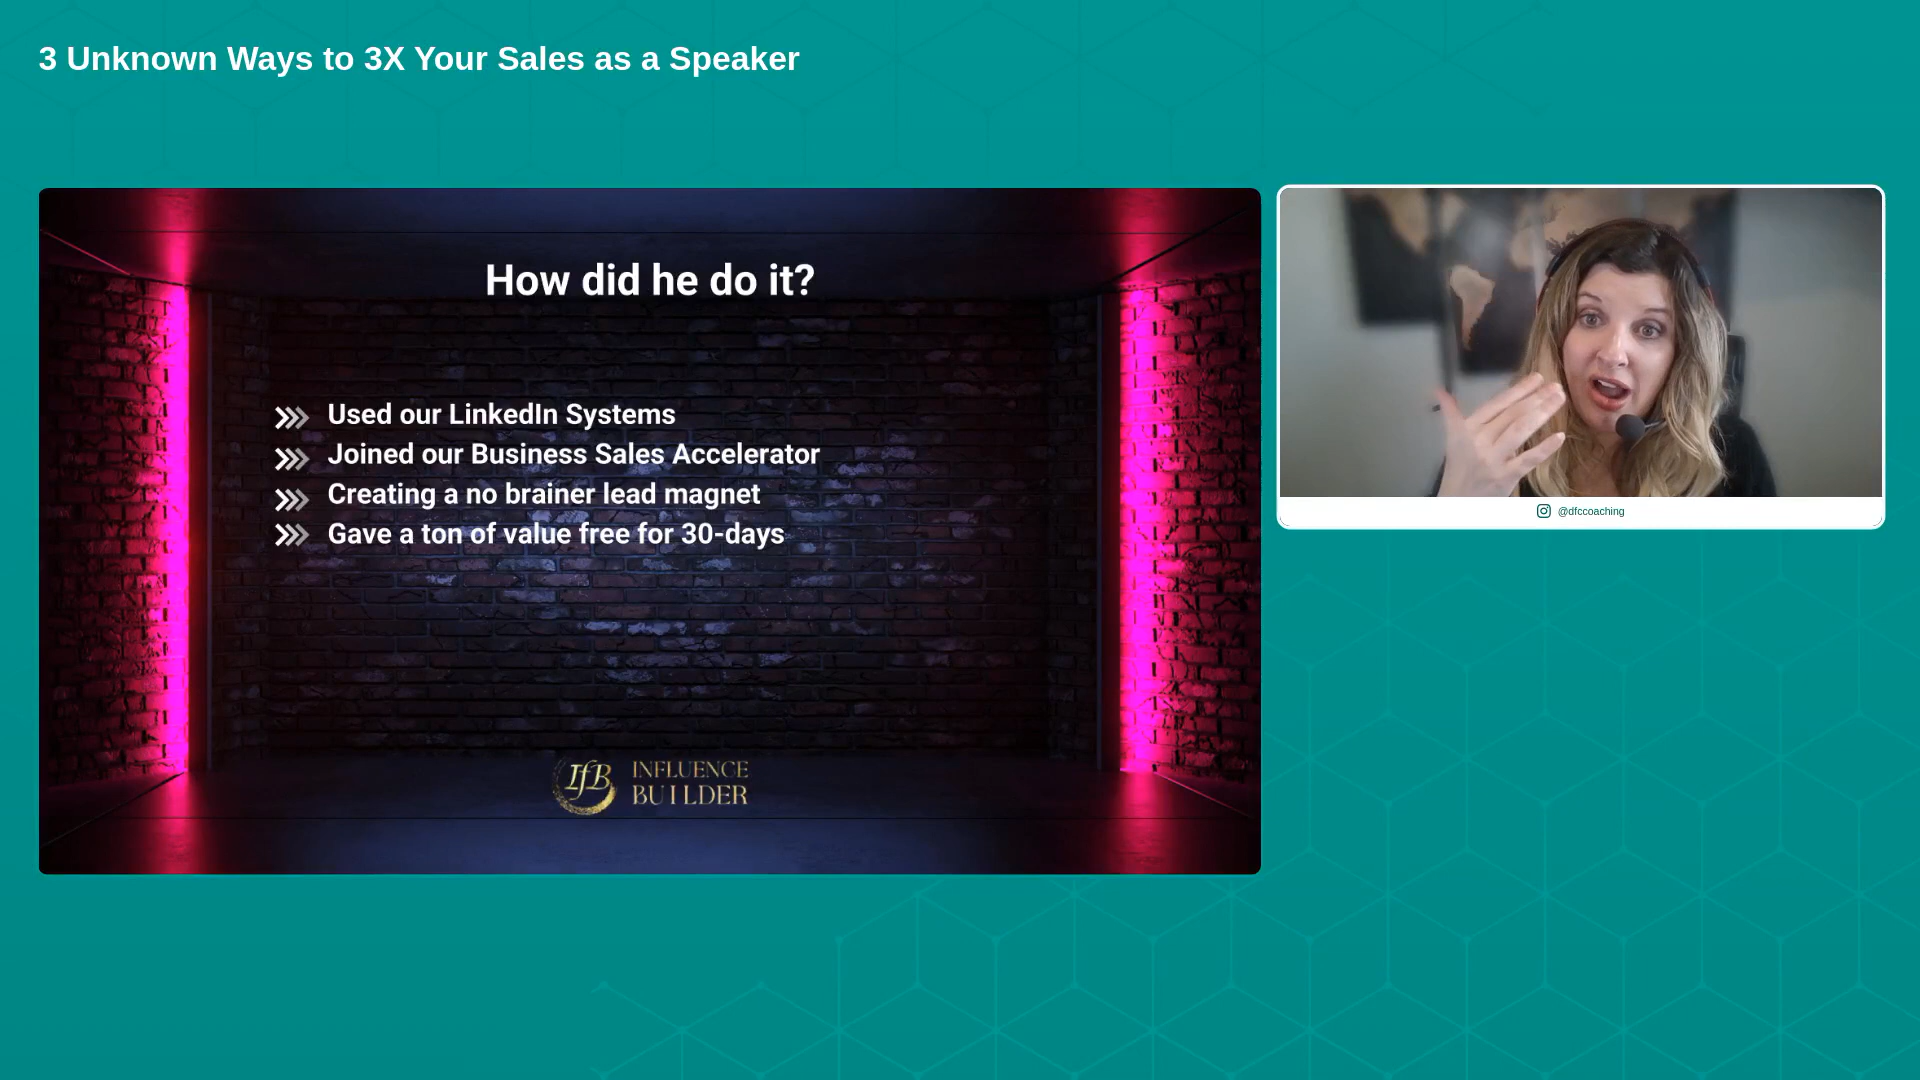 3 Unknown Ways to 3X Your Sales as a Speaker
How did he do it?
Used our LinkedIn Systems
Joined our Business Sales Accelerator
Creating a no brainer lead magnet
Gave a ton of value free for 30-days
IfB
INFLUENCE
BUILDER
@dfccoaching